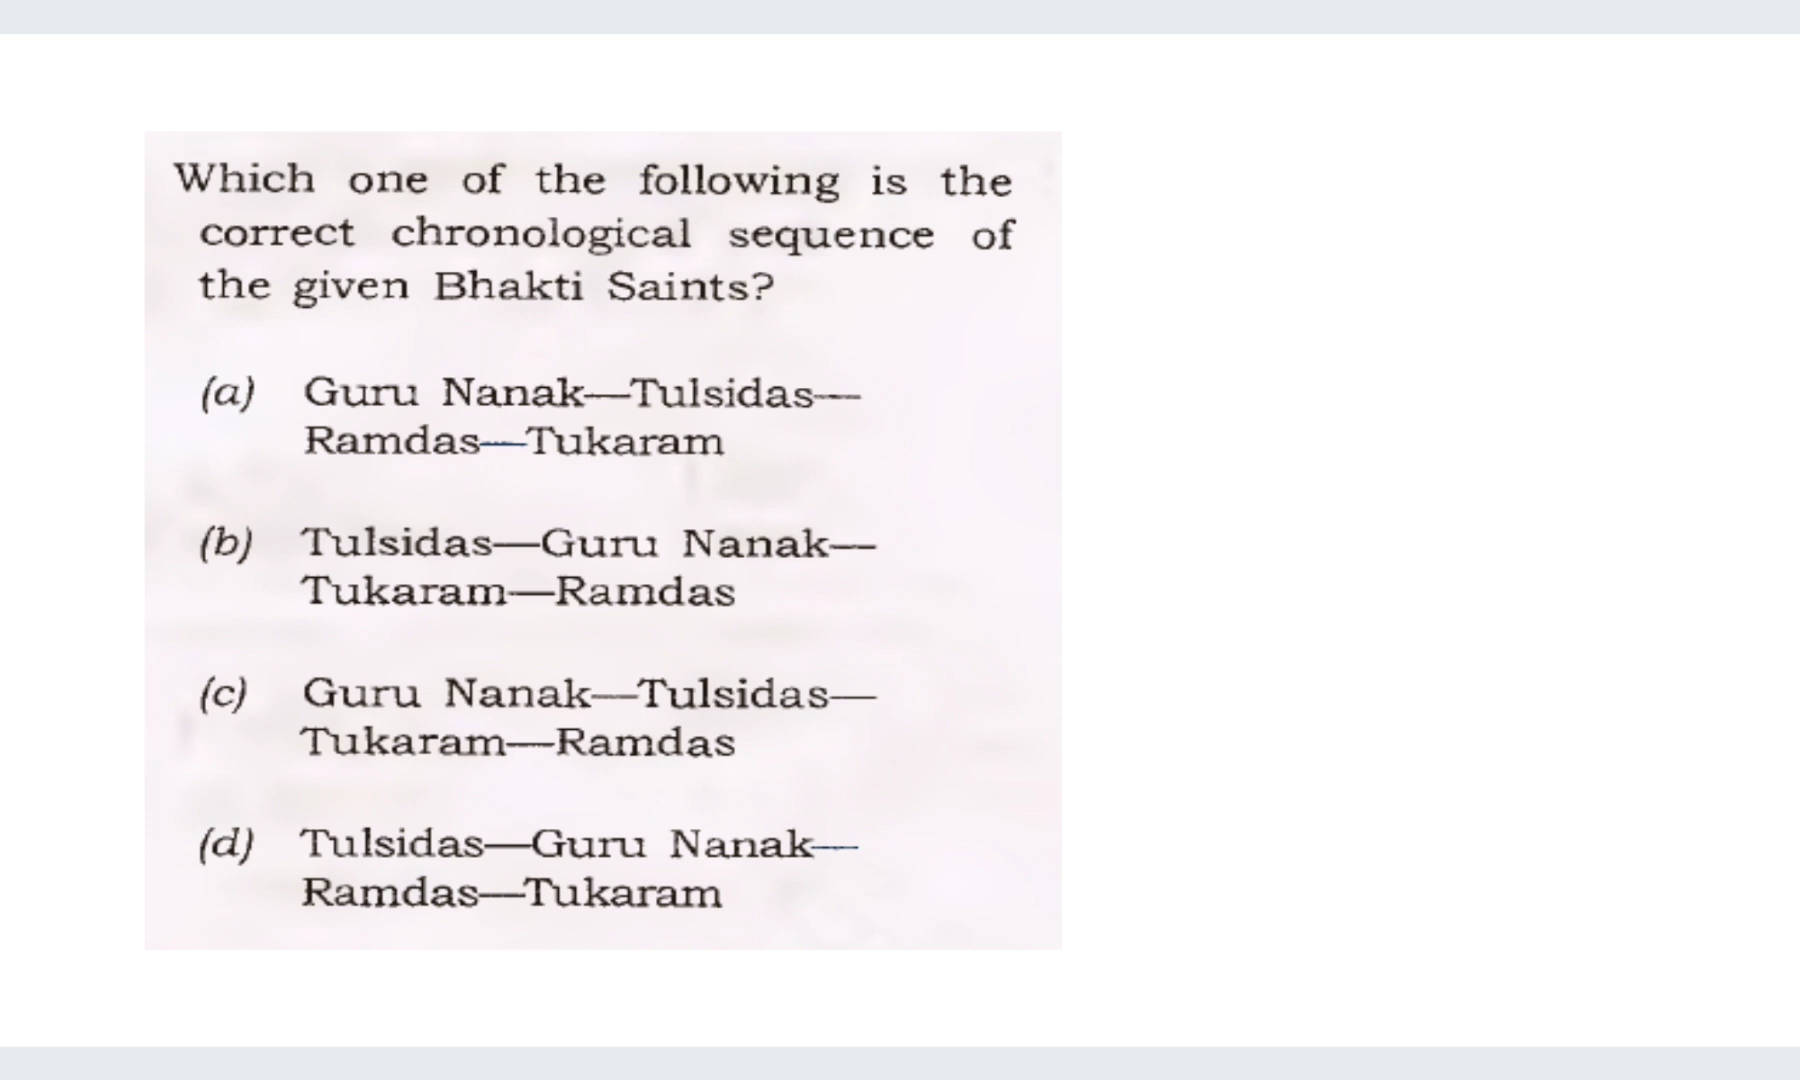 Which one of the following is the
correct chronological sequence of
the given Bhakti Saints?
(a) Guru Nanak—Tulsidas—
Ramdas—Tukaram
(b) Tulsidas—Guru Nanak—
Tukaram—Ramdas
(c) Guru Nanak—Tulsidas—
Tukaram—Ramdas
(d) Tulsidas—Guru Nanak—
Ramdas—Tukaram